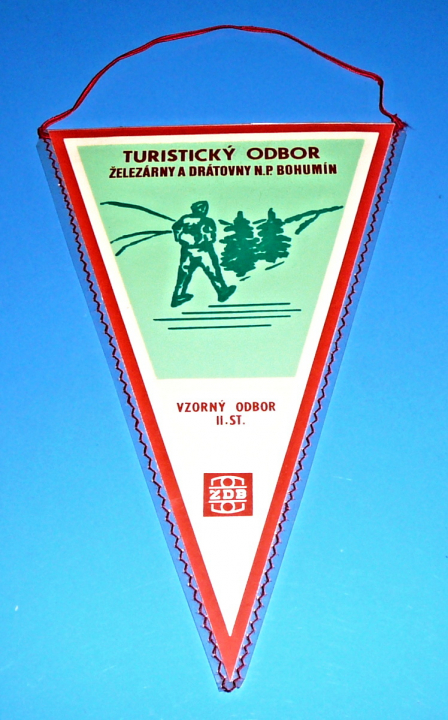 TURISTICKÝ ODBOR
ŽELEZÁRNY A DRÁTOVNY N.P. BOHUMÍN
VZORNÝ ODBOR
II.ST.
ZDB